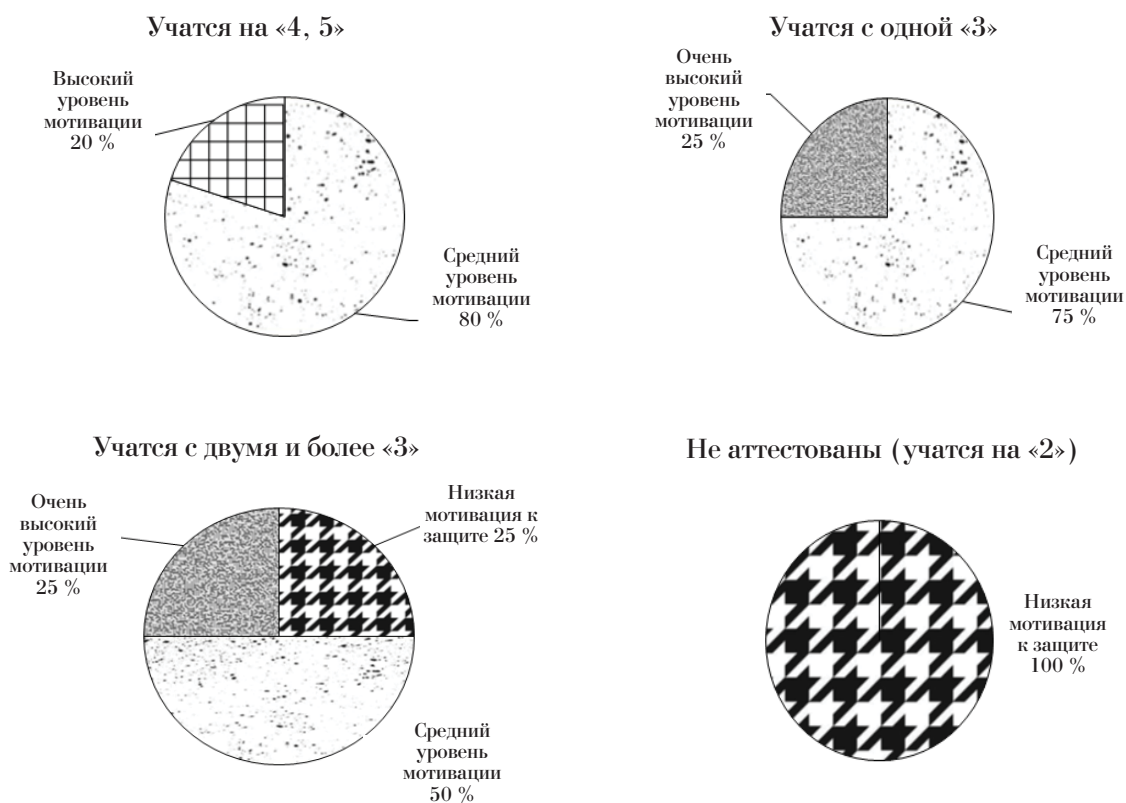 Учатся на «4, 5»
Высокий
уровень
мотивации
20 %
Средний
уровень
мотивации
80 %
Учатся с одной «3»
Очень
высокий
уровень
мотивации
25 %
Средний
уровень
мотивации
75 %
Учатся с двумя и более «3»
Очень
высокий
уровень
мотивации
25 %
Низкая
мотивация к
защите 25 %
Средний
уровень
мотивации
50 %
Не аттестованы (учатся на «2»)
Низкая
мотивация
к защите
100 %